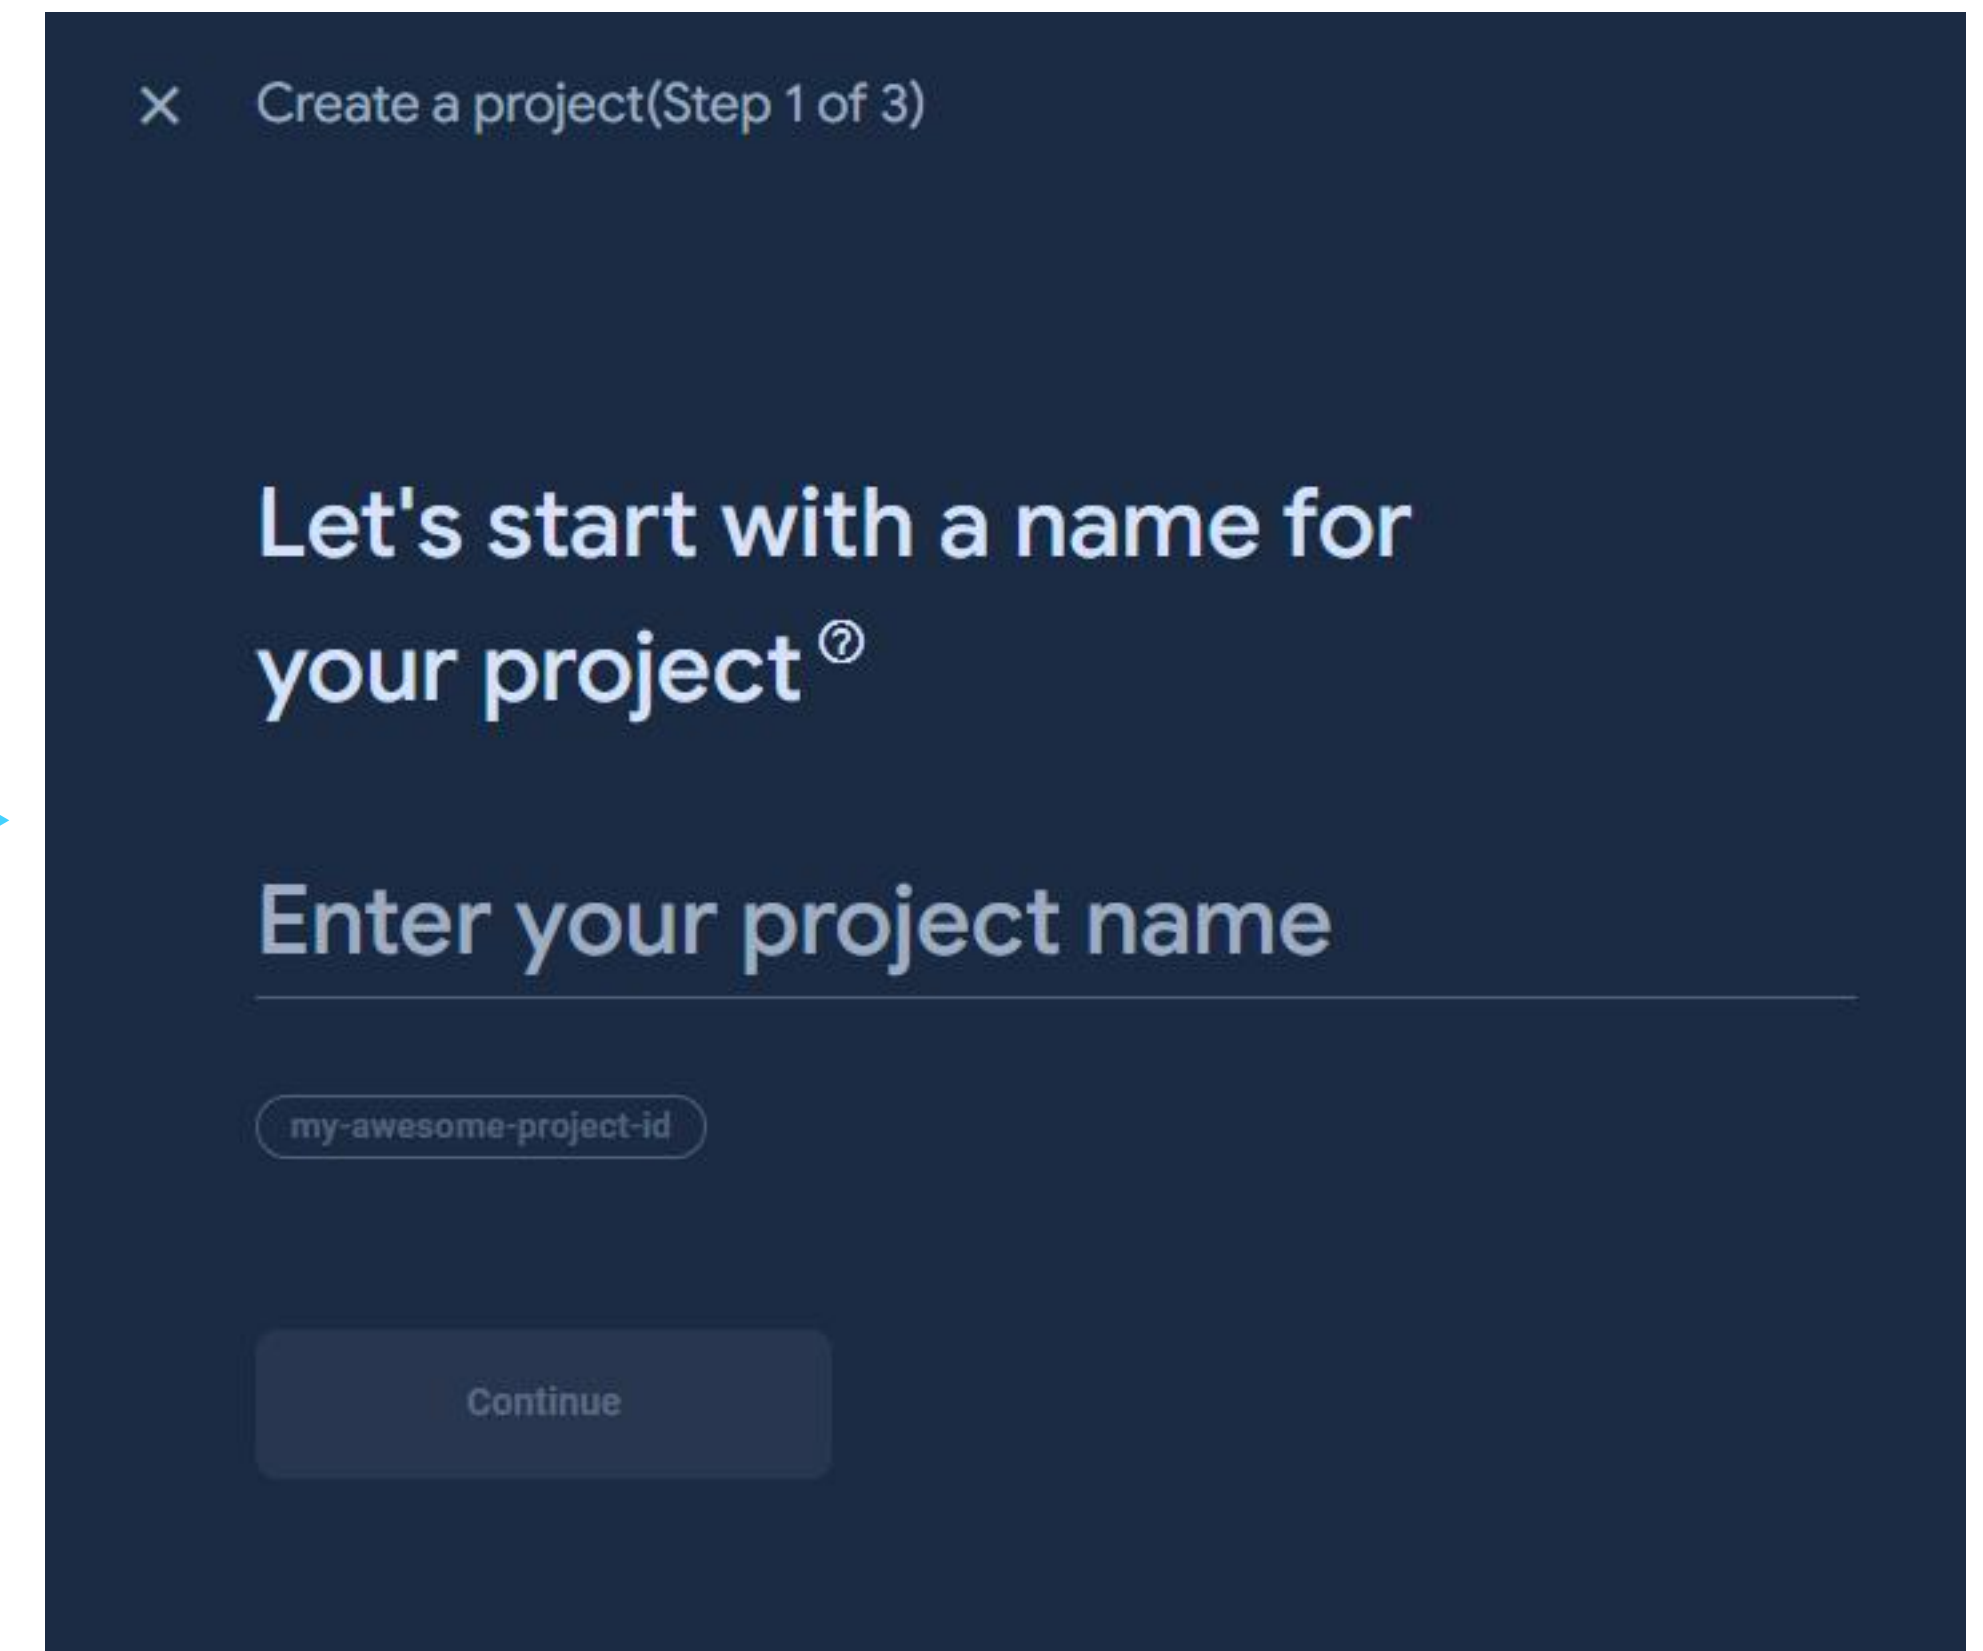 Create a project(Step 1 of 3)
Let's start with a name for
your project
Enter your project name
my-awesome-project-id
Continue